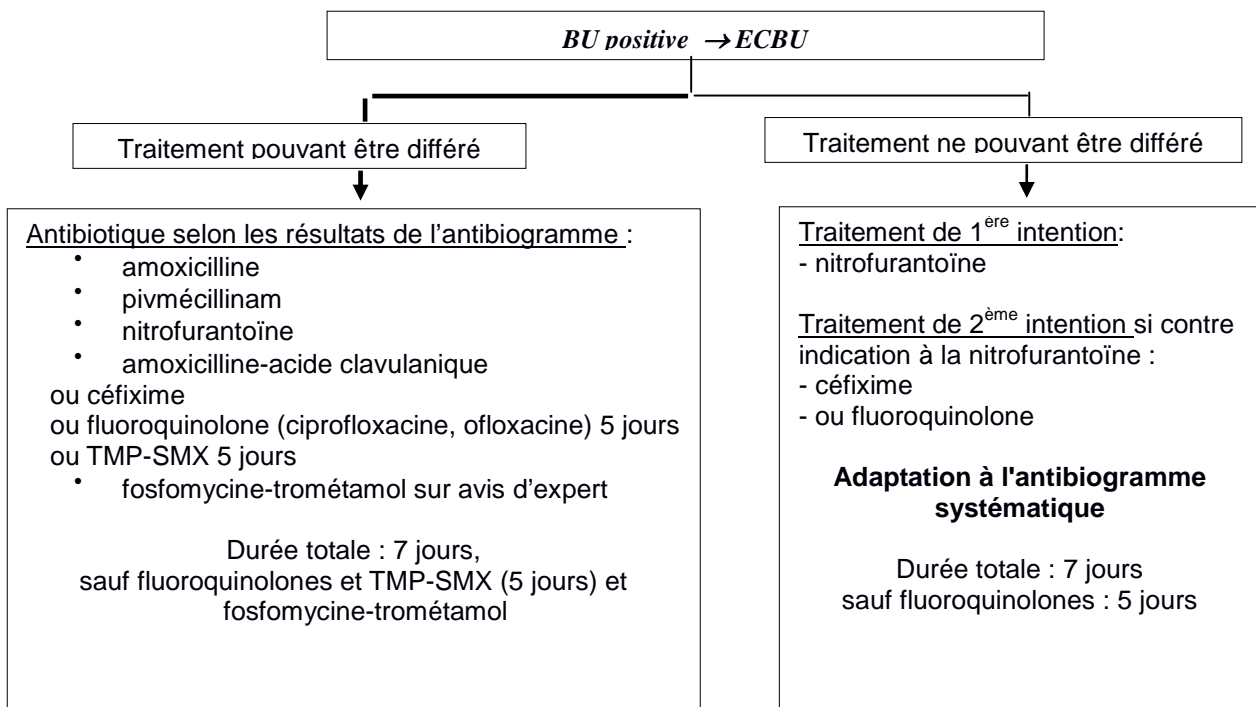 BU positive → ECBU
Traitement pouvant être différé
Traitement ne pouvant être différé
Antibiotique selon les résultats de l’antibiogramme :
• amoxicilline
• pivmécillinam
• nitrofurantoïne
• amoxicilline-acide clavulanique
ou céfixime
ou fluoroquinolone (ciprofloxacine, ofloxacine) 5 jours
ou TMP-SMX 5 jours
• fosfomycine-trométamol sur avis d’expert
Durée totale : 7 jours,
sauf fluoroquinolones et TMP-SMX (5 jours) et
fosfomycine-trométamol
Traitement de 1ère intention:
- nitrofurantoïne
Traitement de 2ème intention si contre
indication à la nitrofurantoïne :
- céfixime
- ou fluoroquinolone
Adaptation à l'antibiogramme
systématique
Durée totale : 7 jours
sauf fluoroquinolones : 5 jours